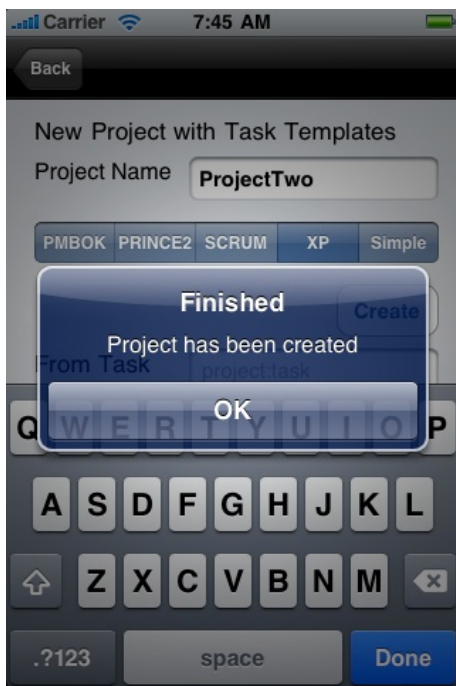 Carrier 7:45 AM
Back
New Project with Task Templates
Project Name ProjectTwo
PMBOK PRINCE2 SCRUM XP Simple
Finished
Create
Project has been created
From Task project:task
OK
Q W E R T Y U I O P
A S D F G H J K L
Z X C V B N M
.?123 space Done